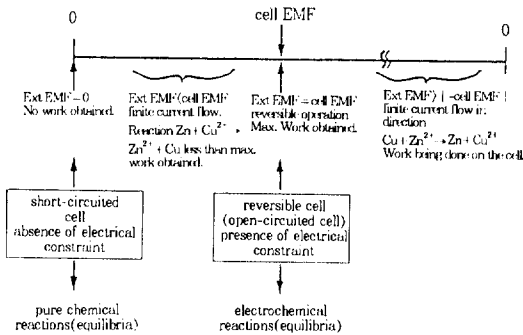 0
cell EMF
0
Ext EMF=0
No work obtained.
Ext EMF⟨cell EMF
finite current flow.
Reaction Zn + Cu²⁺ →
Zn²⁺ + Cu less than max.
work obtained.
Ext EMF = cell EMF
reversible operation
Max. Work obtained.
Ext EMF⟩ | -cell EMF |
finite current flow in
direction
Cu + Zn²⁺ → Zn + Cu²⁺
Work being done on the cell
short-circuited
cell
absence of electrical
constraint
reversible cell
(open-circuited cell)
presence of electrical
constraint
pure chemical
reactions(equilibria)
electrochemical
reactions(equilibria)